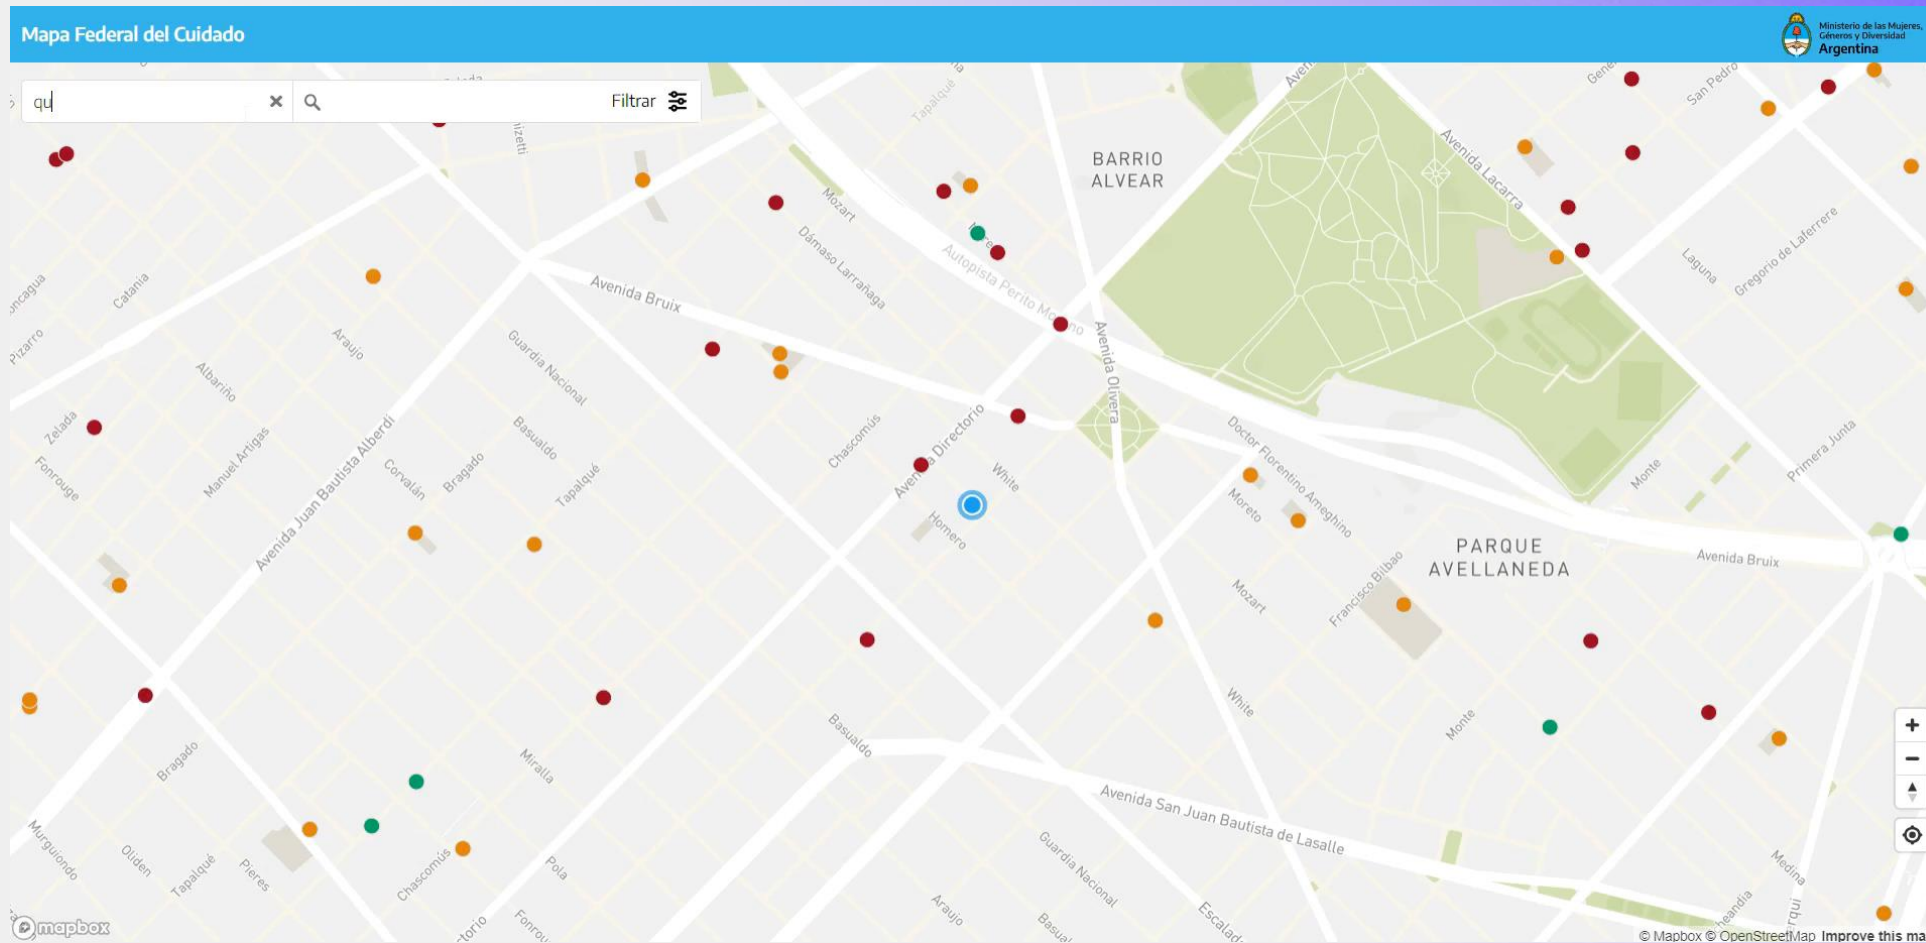 Mapa Federal del Cuidado
Ministerio de las Mujeres,
Géneros y Diversidad
Argentina
qu
Filtrar
Tapalqué
San Pedro
BARRIO
ALVEAR
Avenida Lacarra
Mozart
Dámaso Larrañaga
Autopista Perito Moreno
Laguna
Gregorio de Laferrere
Catania
Pizarro
Araujo
Avenida Bruix
Guardia Nacional
Avenida Olivera
Albariño
Zelada
Manuel Artigas
Avenida Juan Bautista Alberdi
Basualdo
Chascomús
Avenida Directorio
White
Doctor Florentino Ameghino
Primera Junta
Monte
Fonrouge
Corvalán
Bragado
Tapalqué
Moreto
Homero
PARQUE
AVELLANEDA
Avenida Bruix
Mozart
Francisco Bilbao
White
Monte
Basualdo
Bragado
Miralla
Avenida San Juan Bautista de Lasalle
Murguiondo
Oliden
Tapalqué
Pieres
Chascomús
Pola
Guardia Nacional
Medina
Araujo
mapbox
© Mapbox © OpenStreetMap Improve this ma